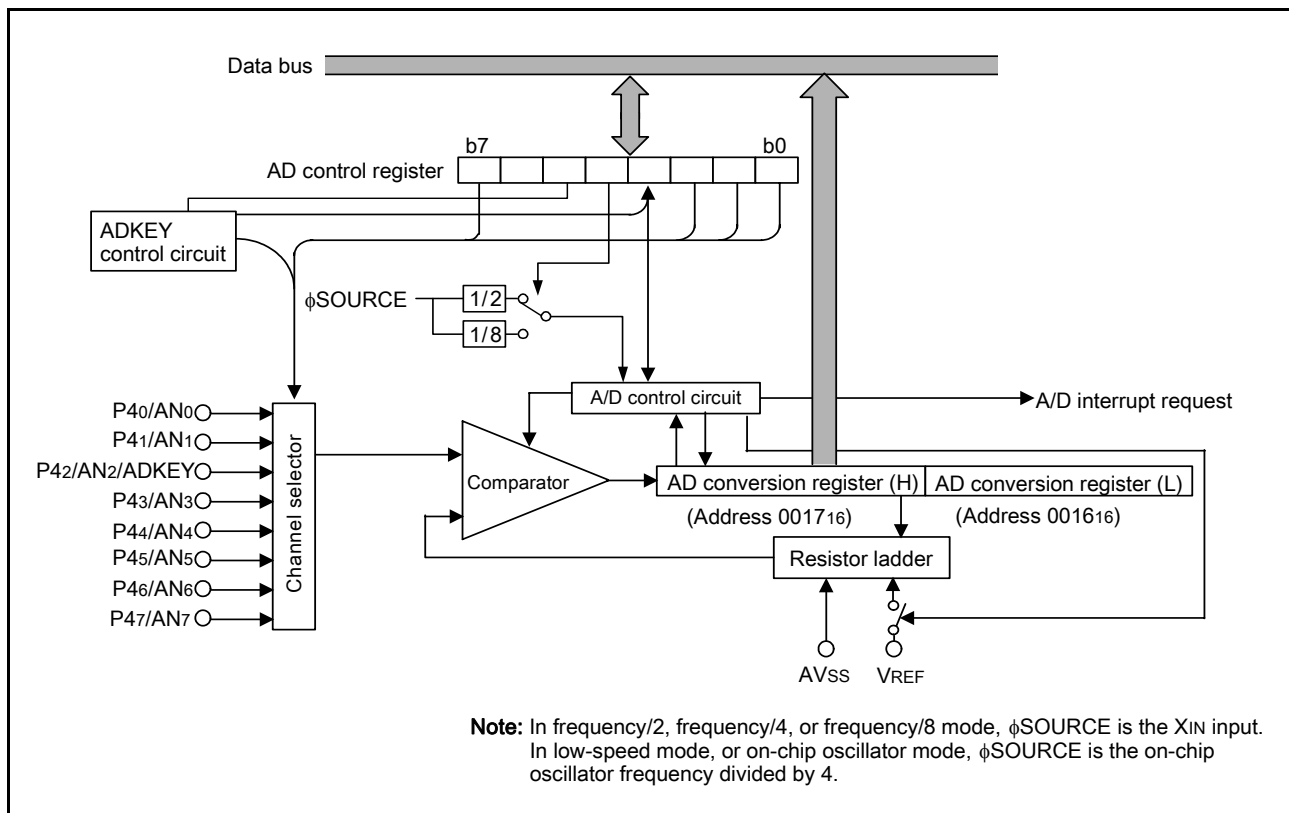 Data bus
b7 b0
AD control register
ADKEY
control circuit
φSOURCE
1/2
1/8
A/D control circuit
A/D interrupt request
P40/AN0
P41/AN1
P42/AN2/ADKEY
P43/AN3
P44/AN4
P45/AN5
P46/AN6
P47/AN7
Channel selector
Comparator
AD conversion register (H) AD conversion register (L)
(Address 001716) (Address 001616)
Resistor ladder
AVSS VREF
Note: In frequency/2, frequency/4, or frequency/8 mode, φSOURCE is the XIN input.
In low-speed mode, or on-chip oscillator mode, φSOURCE is the on-chip
oscillator frequency divided by 4.